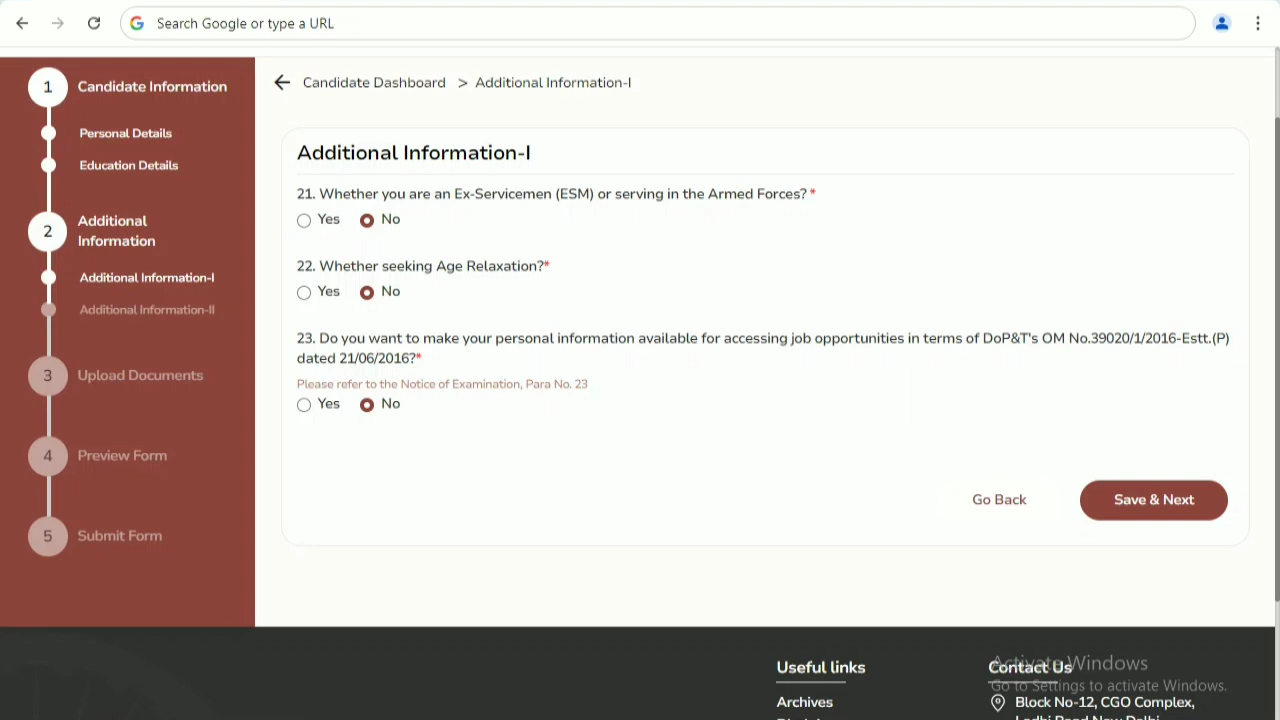 Search Google or type a URL
1 Candidate Information
Personal Details
Education Details
2 Additional
Information
Additional Information-I
Additional Information-II
3 Upload Documents
4 Preview Form
5 Submit Form
Candidate Dashboard > Additional Information-I
Additional Information-I
21. Whether you are an Ex-Servicemen (ESM) or serving in the Armed Forces?*
Yes No
22. Whether seeking Age Relaxation?*
Yes No
23. Do you want to make your personal information available for accessing job opportunities in terms of DoP&T's OM No.39020/1/2016-Estt.(P)
dated 21/06/2016?*
Please refer to the Notice of Examination, Para No. 23
Yes No
Go Back Save & Next
Useful links
Archives
Contact Us
Block No-12, CGO Complex,
Lodhi Road New Delhi
Activate Windows
Go to Settings to activate Windows.